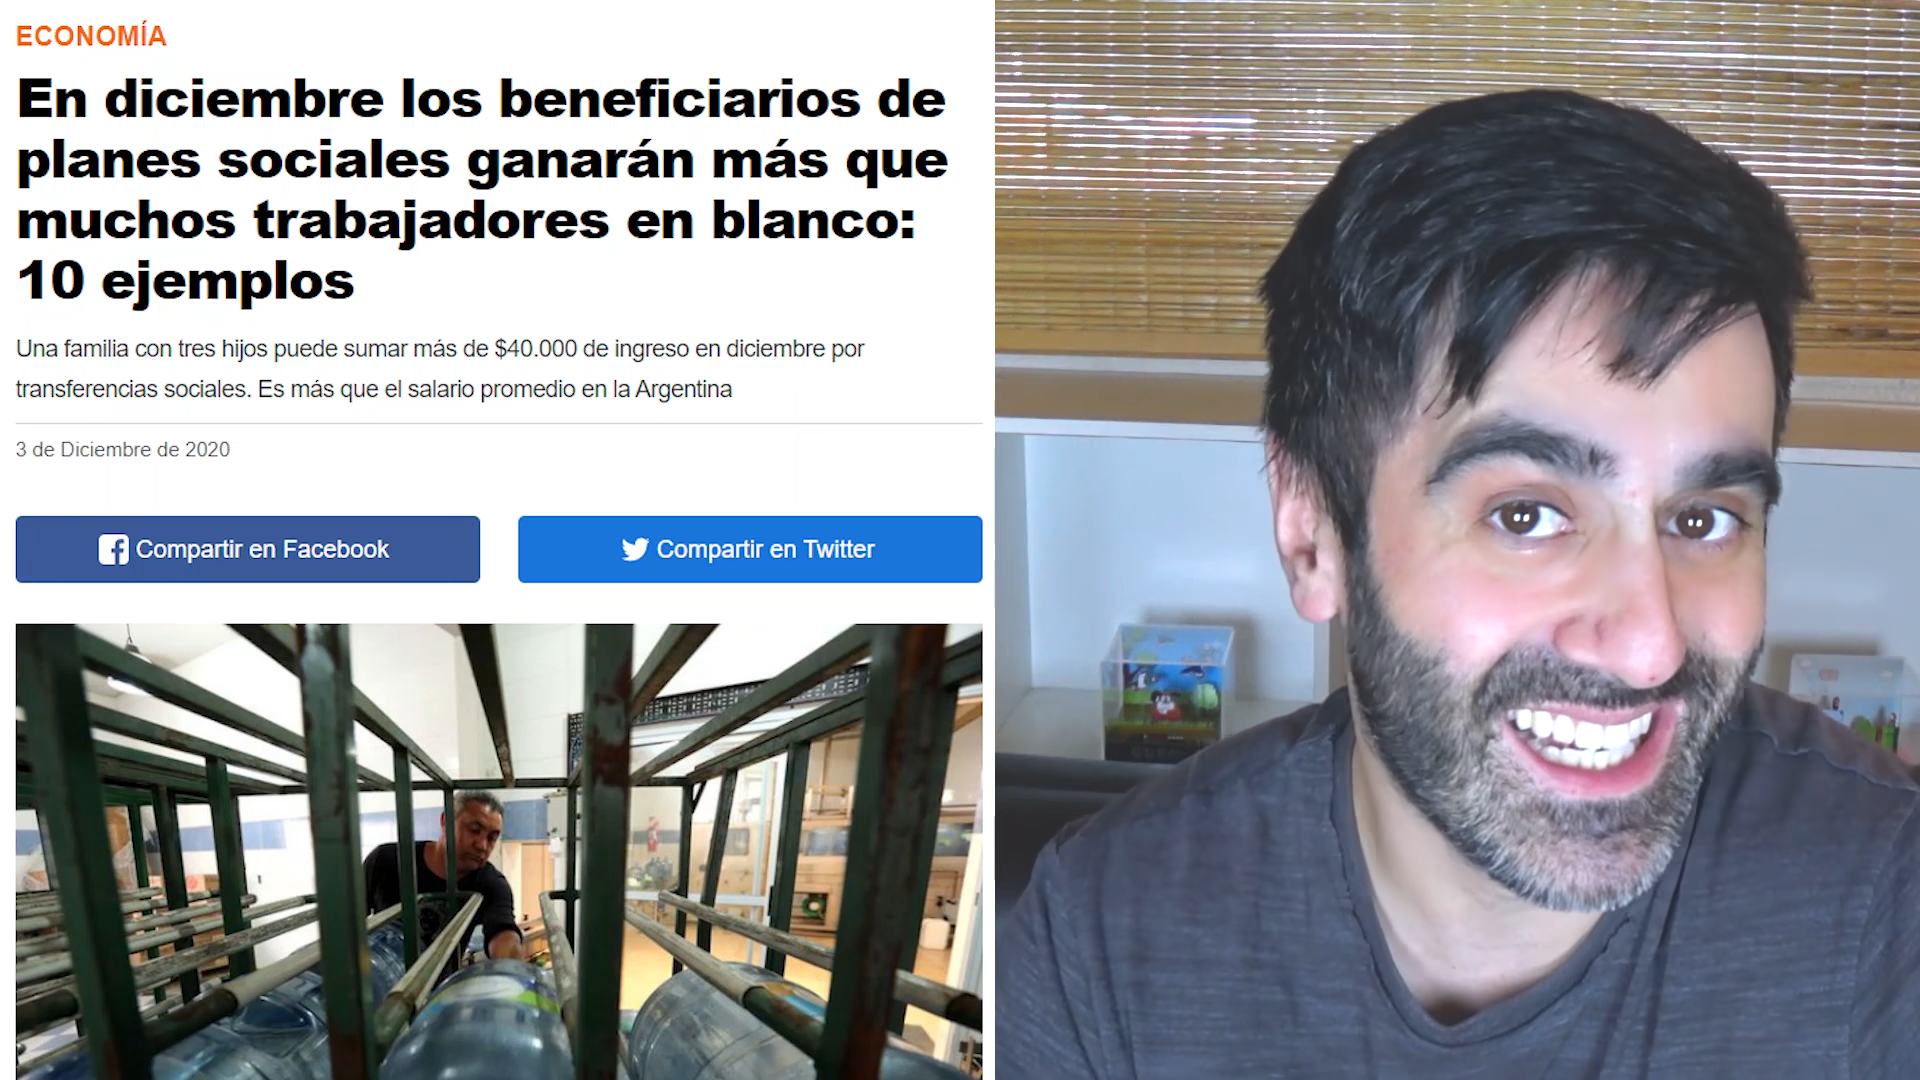 ECONOMÍA
En diciembre los beneficiarios de
planes sociales ganarán más que
muchos trabajadores en blanco:
10 ejemplos
Una familia con tres hijos puede sumar más de $40.000 de ingreso en diciembre por
transferencias sociales. Es más que el salario promedio en la Argentina
3 de Diciembre de 2020
Compartir en Facebook
Compartir en Twitter